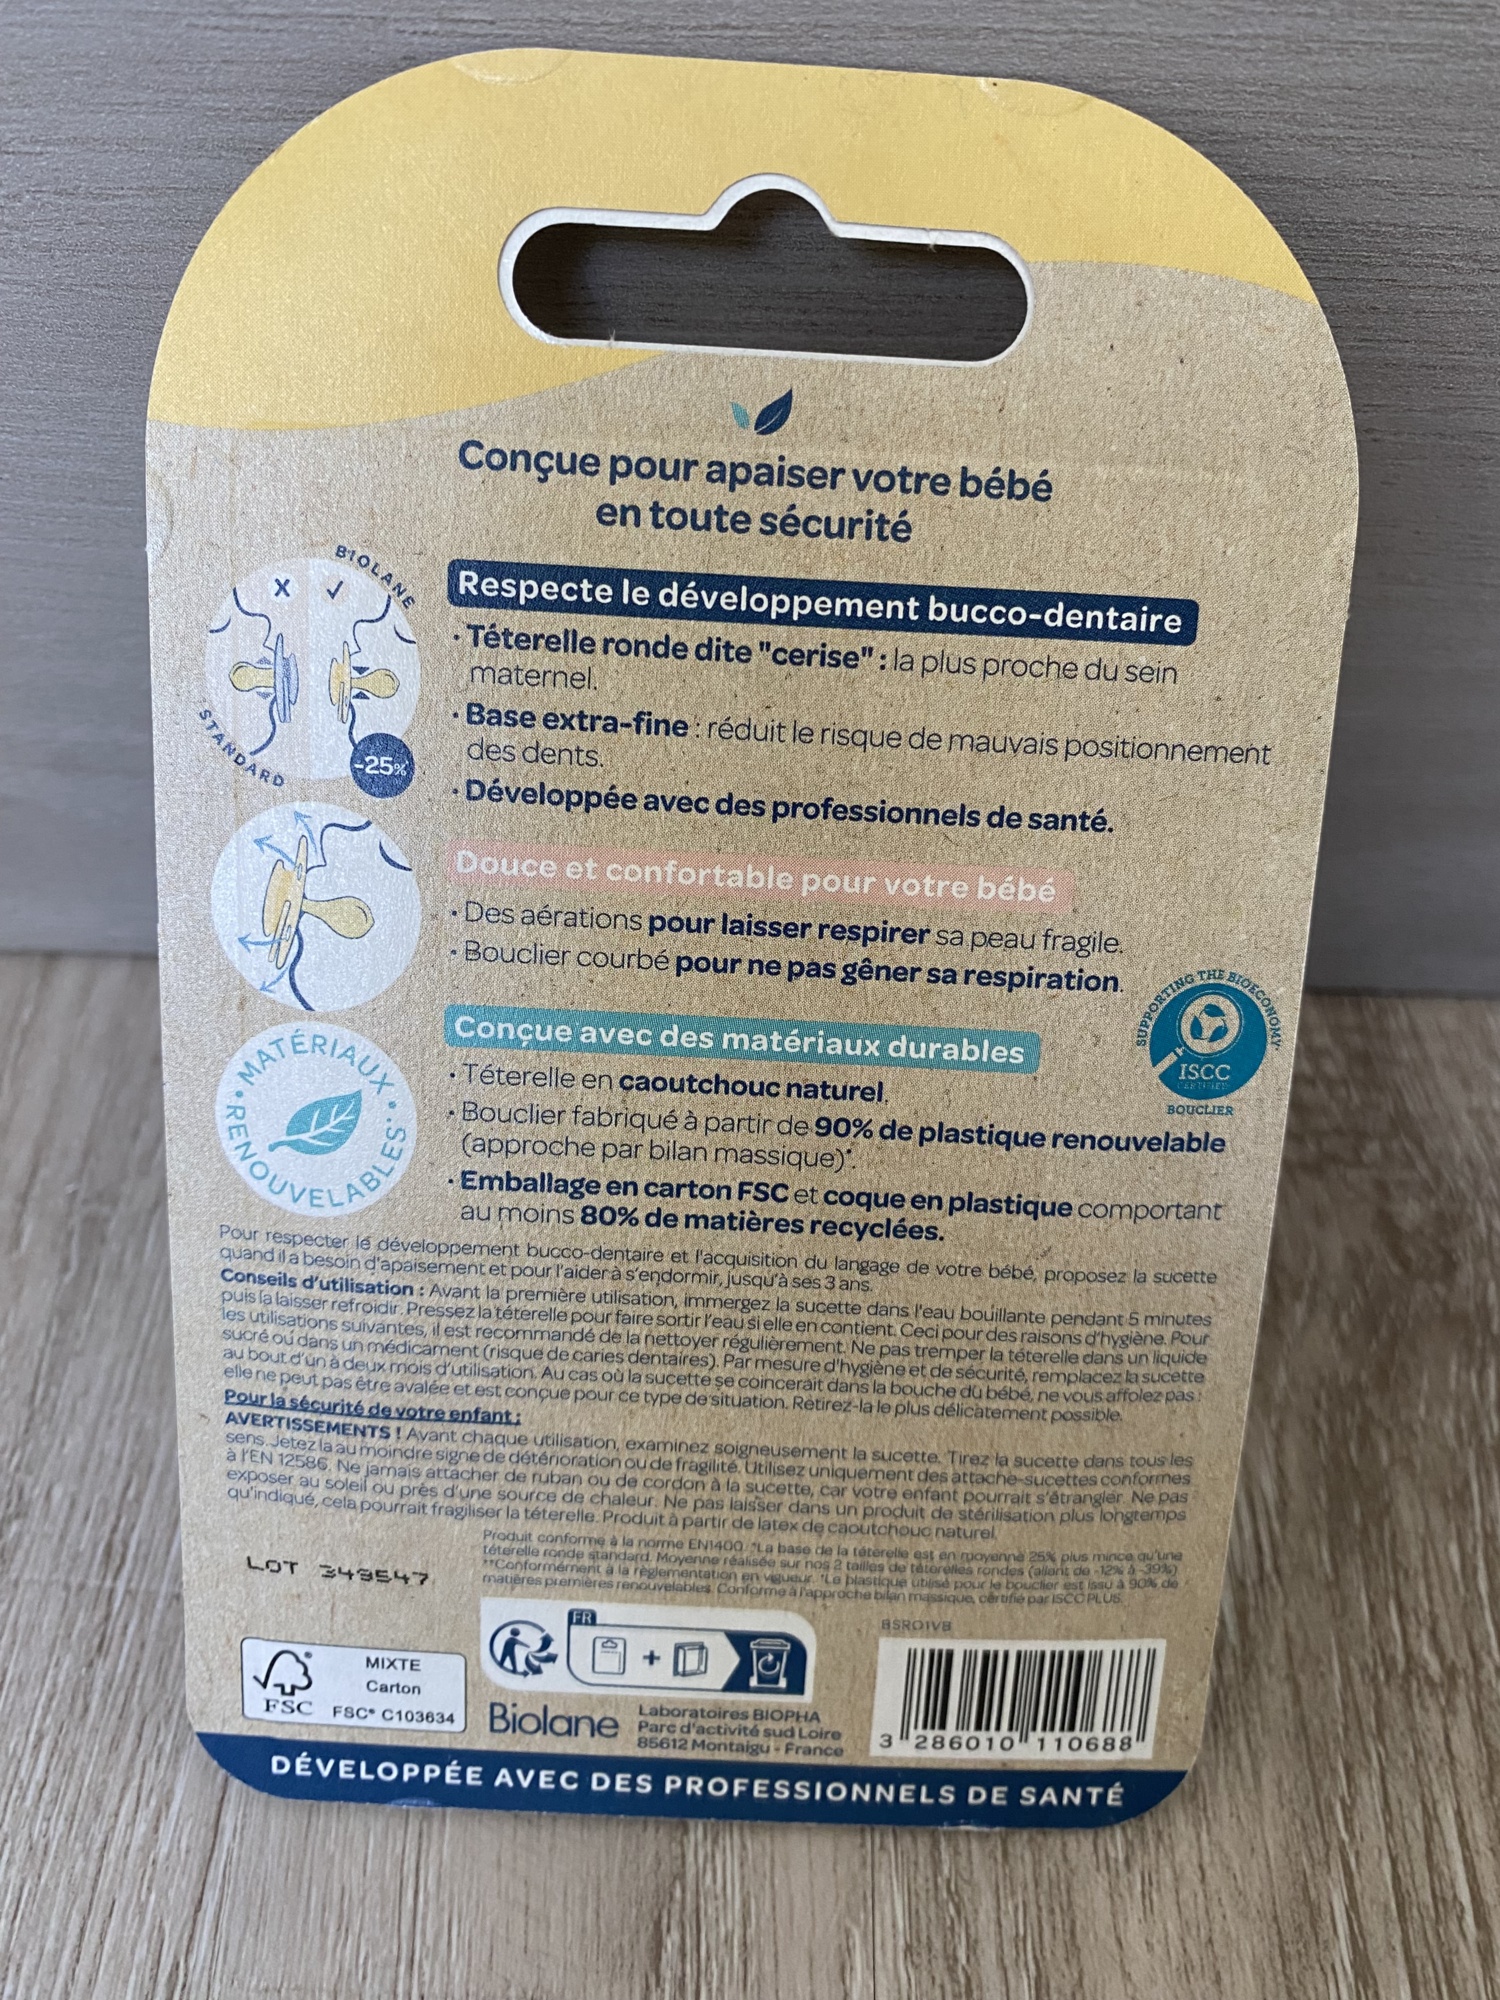 Conçue pour apaiser votre bébé
en toute sécurité
BIOLANE
X ✓
STANDARD
-25%
Respecte le développement bucco-dentaire
· Téterelle ronde dite "cerise" : la plus proche du sein
maternel.
· Base extra-fine : réduit le risque de mauvais positionnement
des dents.
· Développée avec des professionnels de santé.
Douce et confortable pour votre bébé
· Des aérations pour laisser respirer sa peau fragile.
· Bouclier courbé pour ne pas gêner sa respiration.
SUPPORTING THE BIOECONOMY
ISCC
CERTIFIED
BOUCLIER
· MATÉRIAUX ·
RENOUVELABLES
Conçue avec des matériaux durables
· Téterelle en caoutchouc naturel.
· Bouclier fabriqué à partir de 90% de plastique renouvelable
(approche par bilan massique)*.
· Emballage en carton FSC et coque en plastique comportant
au moins 80% de matières recyclées.
Pour respecter le développement bucco-dentaire et l'acquisition du langage de votre bébé, proposez la sucette
quand il a besoin d'apaisement et pour l'aider à s'endormir, jusqu'à ses 3 ans.
Conseils d'utilisation : Avant la première utilisation, immergez la sucette dans l'eau bouillante pendant 5 minutes
puis la laisser refroidir. Pressez la téterelle pour faire sortir l'eau si elle en contient. Ceci pour des raisons d'hygiène. Pour
les utilisations suivantes, il est recommandé de la nettoyer régulièrement. Ne pas tremper la téterelle dans un liquide
sucré ou dans un médicament (risque de caries dentaires). Par mesure d'hygiène et de sécurité, remplacez la sucette
au bout d'un à deux mois d'utilisation. Au cas où la sucette se coincerait dans la bouche du bébé, ne vous affolez pas :
elle ne peut pas être avalée et est conçue pour ce type de situation. Retirez-la le plus délicatement possible.
Pour la sécurité de votre enfant :
AVERTISSEMENTS ! Avant chaque utilisation, examinez soigneusement la sucette. Tirez la sucette dans tous les
sens. Jetez la au moindre signe de détérioration ou de fragilité. Utilisez uniquement des attache-sucettes conformes
à l'EN 12586. Ne jamais attacher de ruban ou de cordon à la sucette, car votre enfant pourrait s'étrangler. Ne pas
exposer au soleil ou près d'une source de chaleur. Ne pas laisser dans un produit de stérilisation plus longtemps
qu'indiqué, cela pourrait fragiliser la téterelle. Produit à partir de latex de caoutchouc naturel.
Produit conforme à la norme EN1400. *La base de la téterelle est en moyenne 25% plus mince qu'une
téterelle ronde standard. Moyenne réalisée sur nos 2 tailles de téterelles rondes (allant de -12% à -39%)
**Conformément à la règlementation en vigueur. *Le plastique utilisé pour le bouclier est issu à 90% de
matières premières renouvelables. Conforme à l'approche bilan massique, certifié par ISCC PLUS.
LOT 343547
BSRO1VB
FSC
MIXTE
Carton
FSC® C103634
FR
+
Biolane
Laboratoires BIOPHA
Parc d'activité sud Loire
85612 Montaigu - France
3 286010 110688
DÉVELOPPÉE AVEC DES PROFESSIONNELS DE SANTÉ